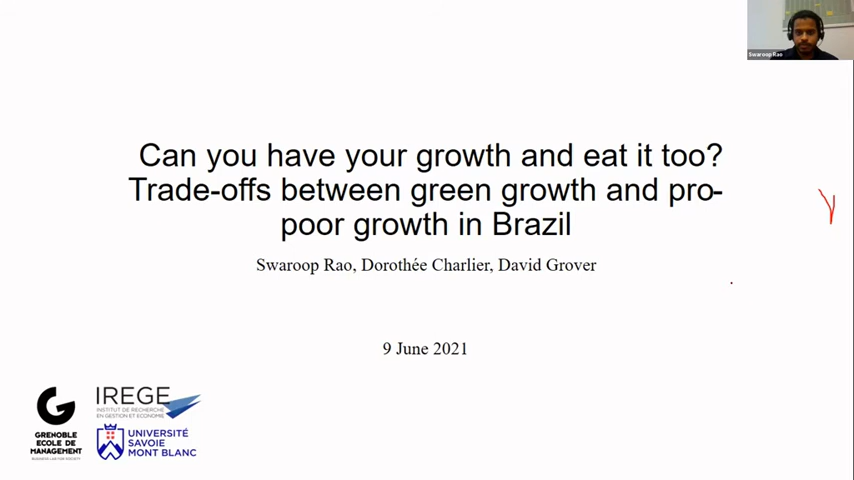 Swaroop Rao
Can you have your growth and eat it too?
Trade-offs between green growth and pro-
poor growth in Brazil
Swaroop Rao, Dorothée Charlier, David Grover
9 June 2021
GRENOBLE
ECOLE DE
MANAGEMENT
IREGE
INSTITUT DE RECHERCHE
EN GESTION ET ECONOMIE
UNIVERSITÉ
SAVOIE
MONT BLANC